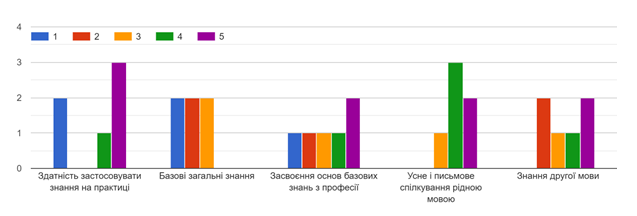 4
1 2 3 4 5
3
2
1
0
Здатність застосовувати
знання на практиці
Базові загальні знання
Засвоєння основ базових
знань з професії
Усне і письмове
спілкування рідною
мовою
Знання другої мови